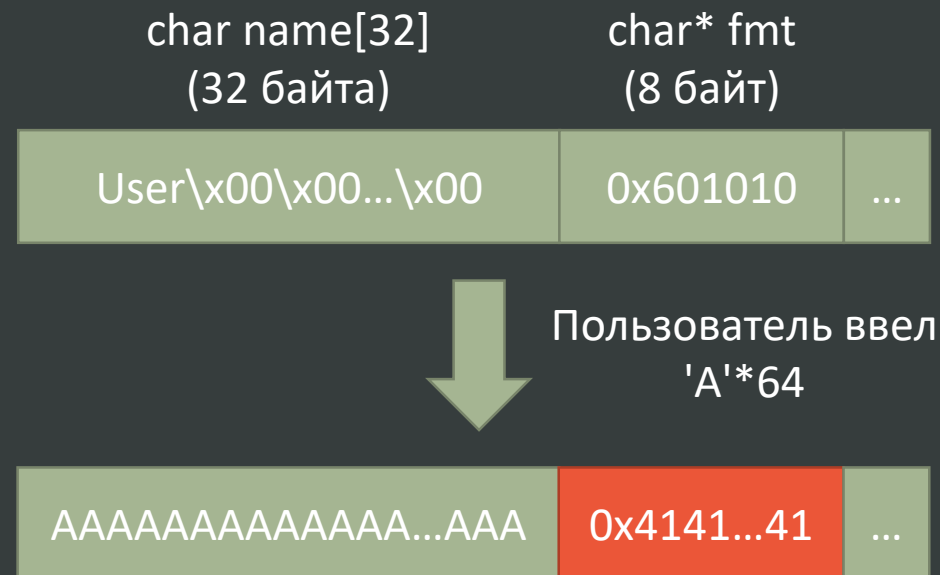 char name[32] char* fmt
(32 байта) (8 байт)
User\x00\x00…\x00 0x601010 …
Пользователь ввел
'A'*64
AAAAAAAAAAAAAA…AAA 0x4141…41 …